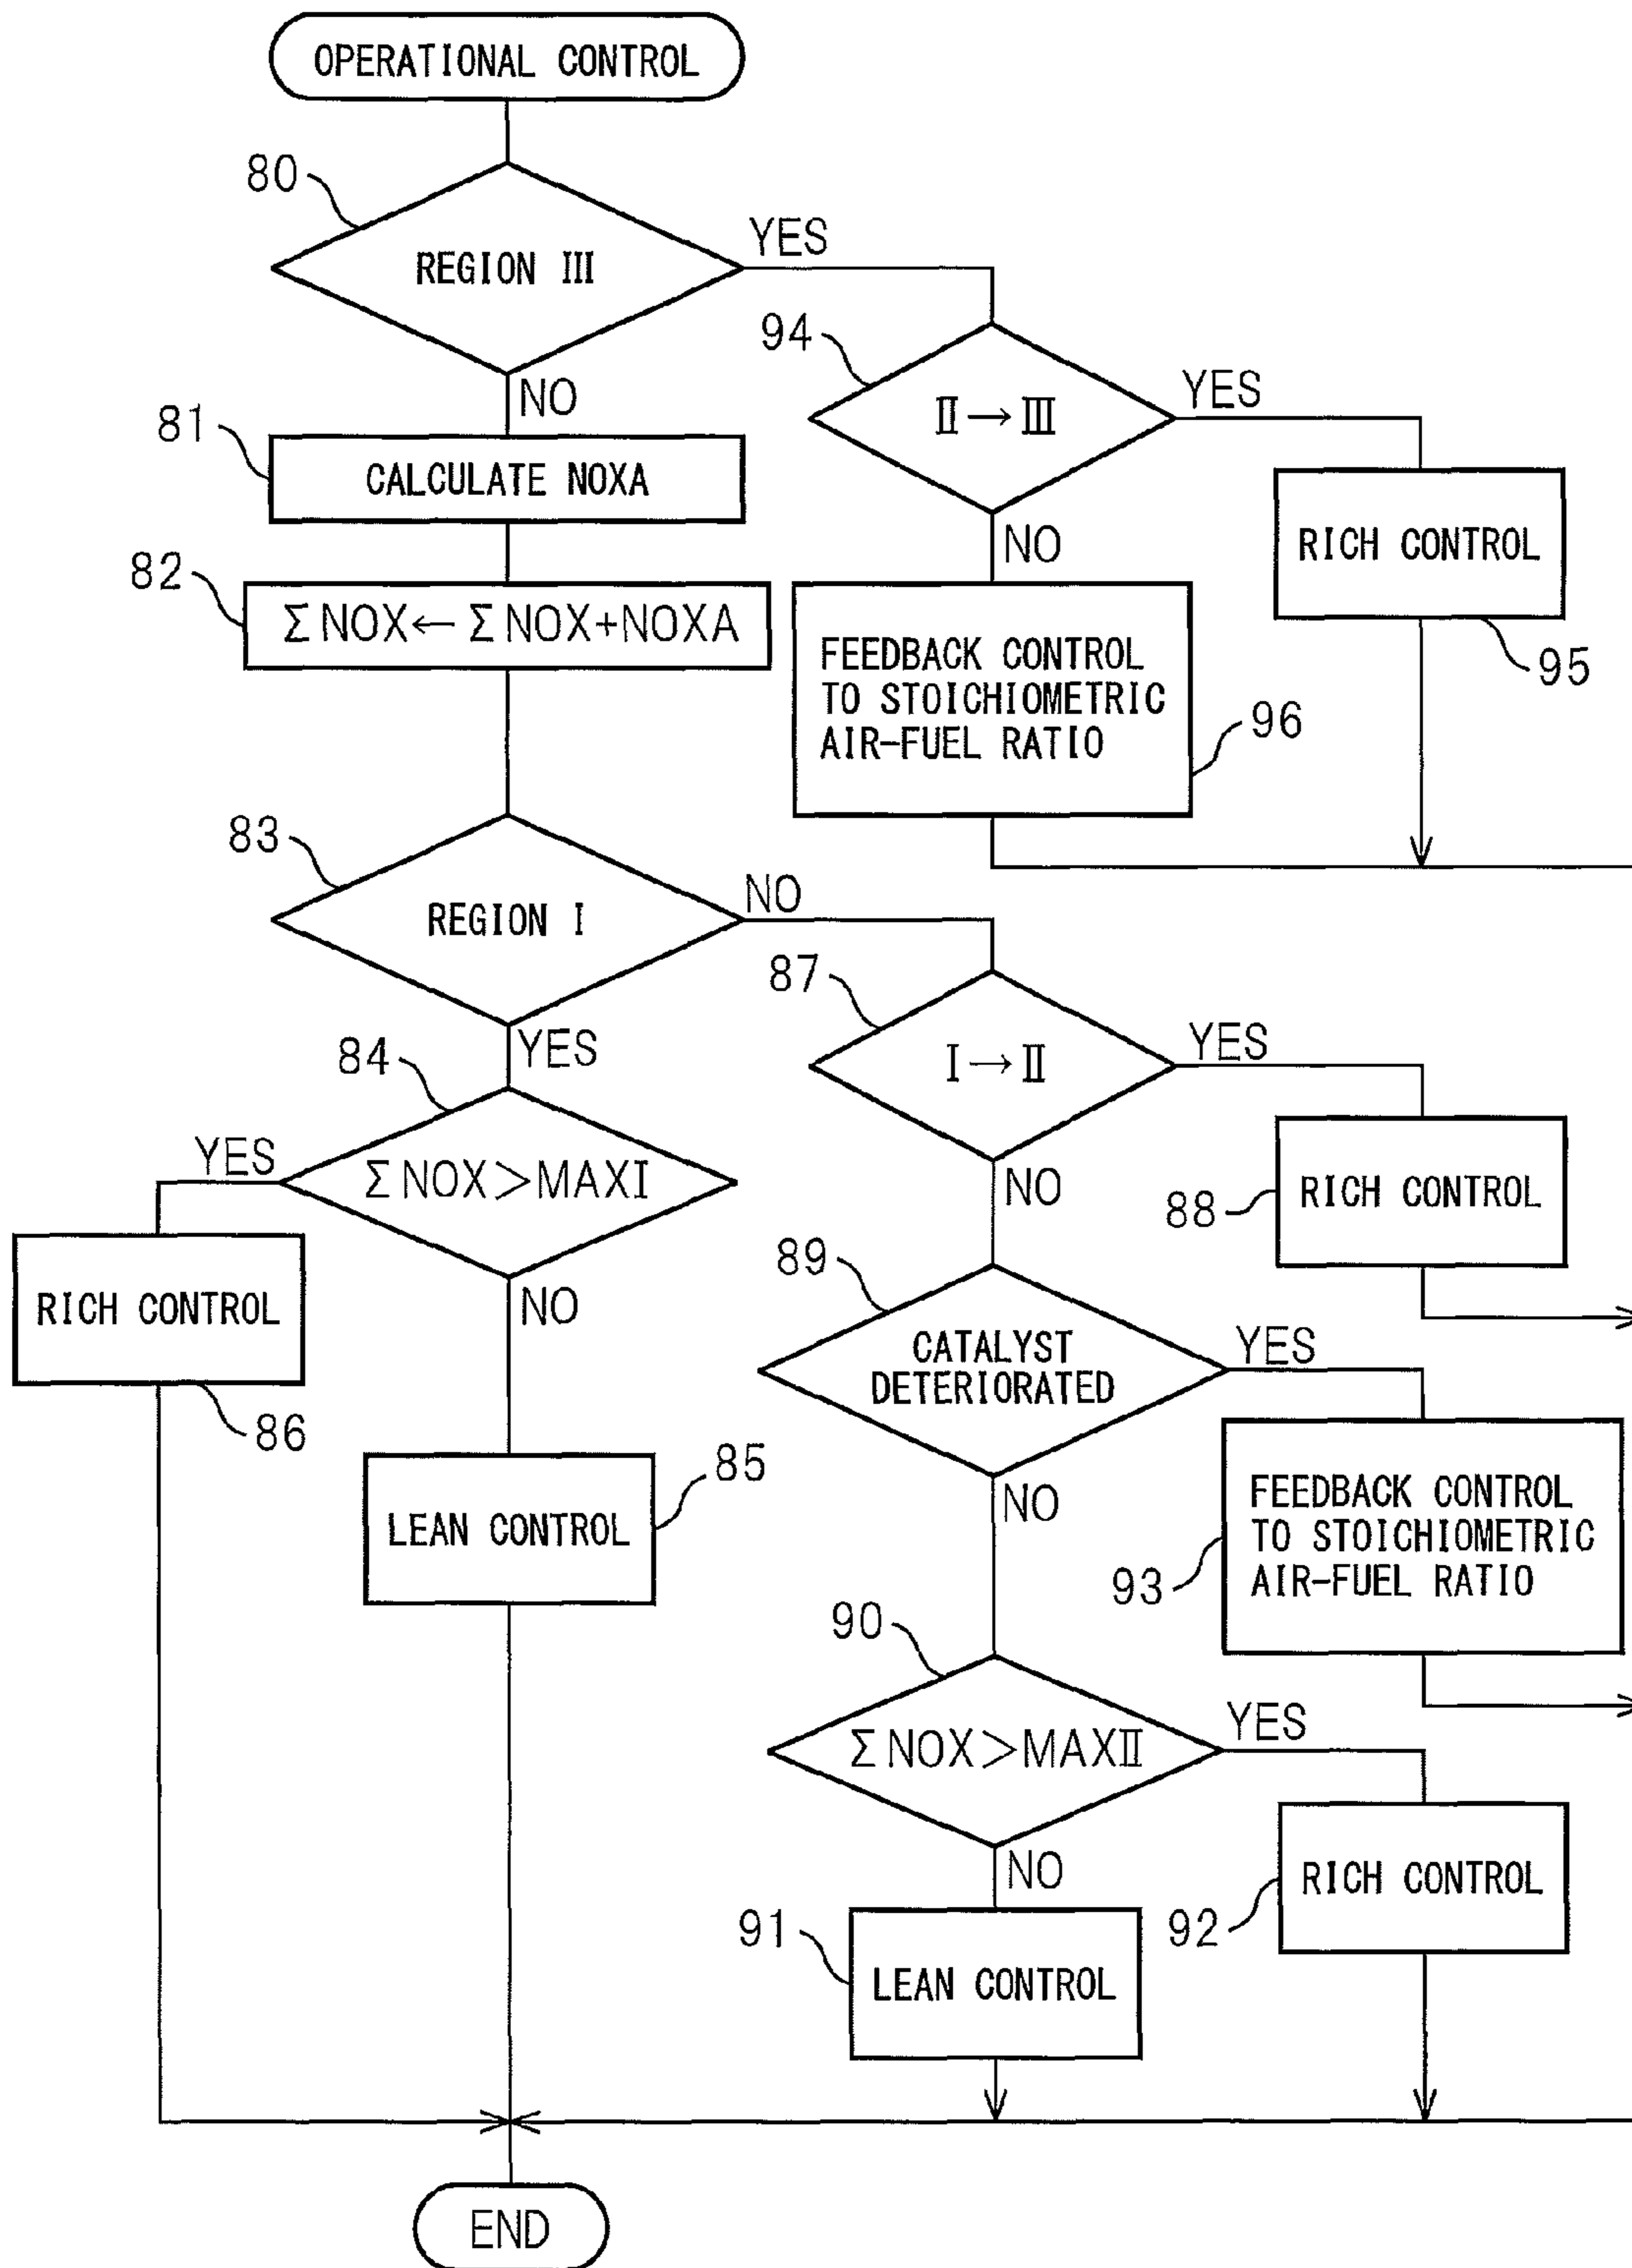 OPERATIONAL CONTROL
80
REGION III
YES
NO
94
Ⅱ→Ⅲ
YES
NO
81
CALCULATE NOXA
82
ΣNOX←ΣNOX+NOXA
RICH CONTROL
95
FEEDBACK CONTROL
TO STOICHIOMETRIC
AIR-FUEL RATIO
96
83
REGION I
NO
YES
87
Ⅰ→Ⅱ
YES
NO
84
ΣNOX>MAXI
YES
NO
88
RICH CONTROL
RICH CONTROL
86
89
CATALYST
DETERIORATED
YES
NO
85
LEAN CONTROL
FEEDBACK CONTROL
TO STOICHIOMETRIC
AIR-FUEL RATIO
93
90
ΣNOX>MAXⅡ
YES
NO
RICH CONTROL
92
91
LEAN CONTROL
END